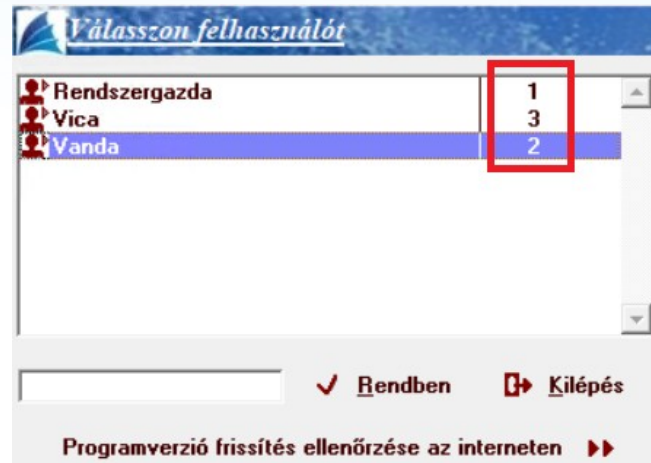 Válasszon felhasználót
Rendszergazda 1
Vica 3
Vanda 2
Rendben Kilépés
Programverzió frissítés ellenőrzése az interneten